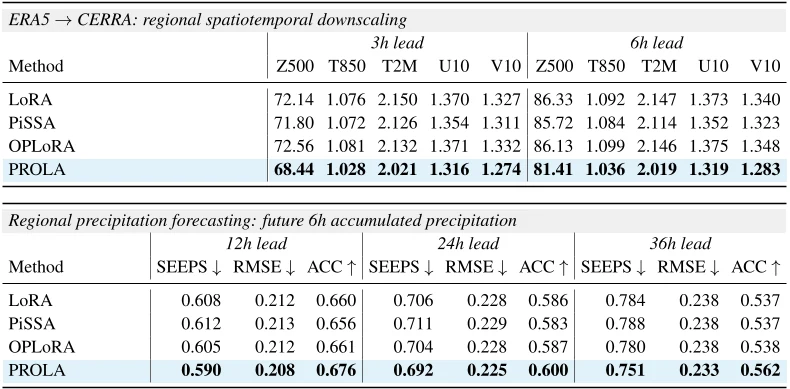 ERA5 → CERRA: regional spatiotemporal downscaling
3h lead 6h lead
Method Z500 T850 T2M U10 V10 Z500 T850 T2M U10 V10
LoRA 72.14 1.076 2.150 1.370 1.327 86.33 1.092 2.147 1.373 1.340
PiSSA 71.80 1.072 2.126 1.354 1.311 85.72 1.084 2.114 1.352 1.323
OPLoRA 72.56 1.081 2.132 1.371 1.332 86.13 1.099 2.146 1.375 1.348
PROLA 68.44 1.028 2.021 1.316 1.274 81.41 1.036 2.019 1.319 1.283
Regional precipitation forecasting: future 6h accumulated precipitation
12h lead 24h lead 36h lead
Method SEEPS ↓ RMSE ↓ ACC ↑ SEEPS ↓ RMSE ↓ ACC ↑ SEEPS ↓ RMSE ↓ ACC ↑
LoRA 0.608 0.212 0.660 0.706 0.228 0.586 0.784 0.238 0.537
PiSSA 0.612 0.213 0.656 0.711 0.229 0.583 0.788 0.238 0.537
OPLoRA 0.605 0.212 0.661 0.704 0.228 0.587 0.780 0.238 0.538
PROLA 0.590 0.208 0.676 0.692 0.225 0.600 0.751 0.233 0.562